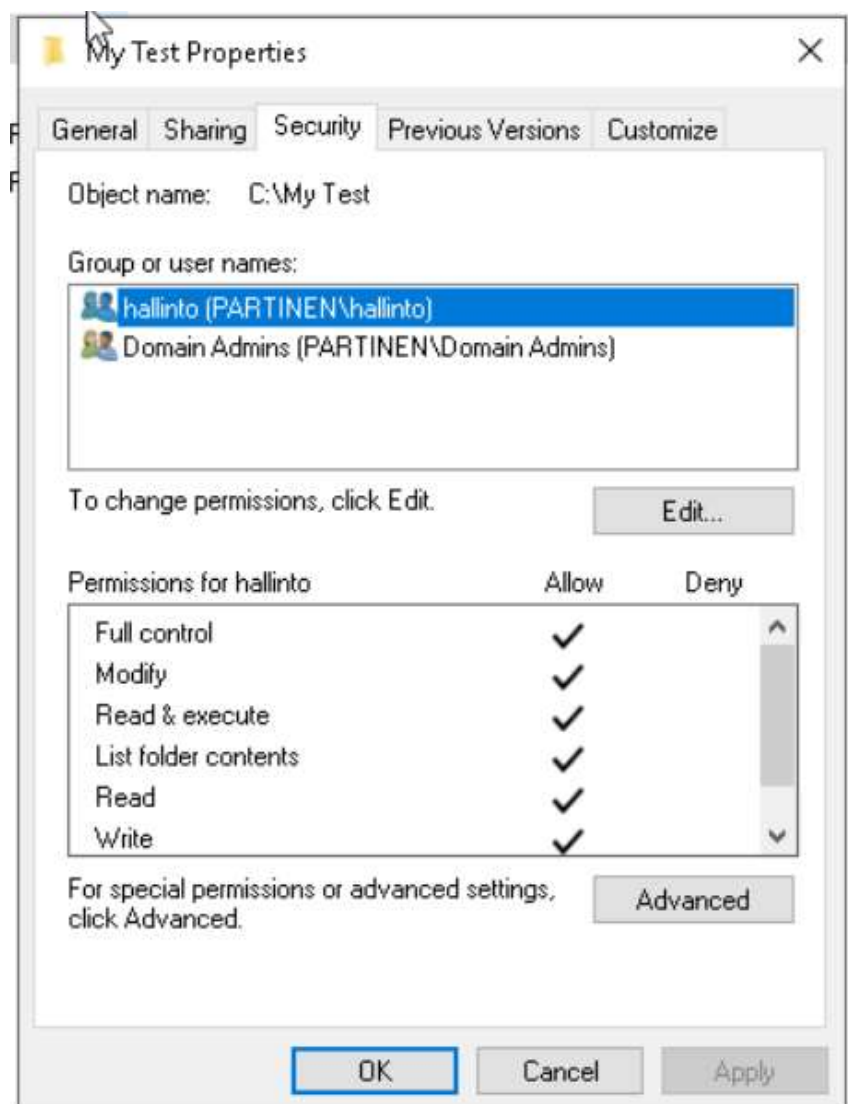 My Test Properties
General Sharing Security Previous Versions Customize
Object name: C:\My Test
Group or user names:
hallinto (PARTINEN\hallinto)
Domain Admins (PARTINEN\Domain Admins)
To change permissions, click Edit.
Edit...
Permissions for hallinto Allow Deny
Full control
Modify
Read & execute
List folder contents
Read
Write
For special permissions or advanced settings,
click Advanced.
Advanced
OK Cancel Apply